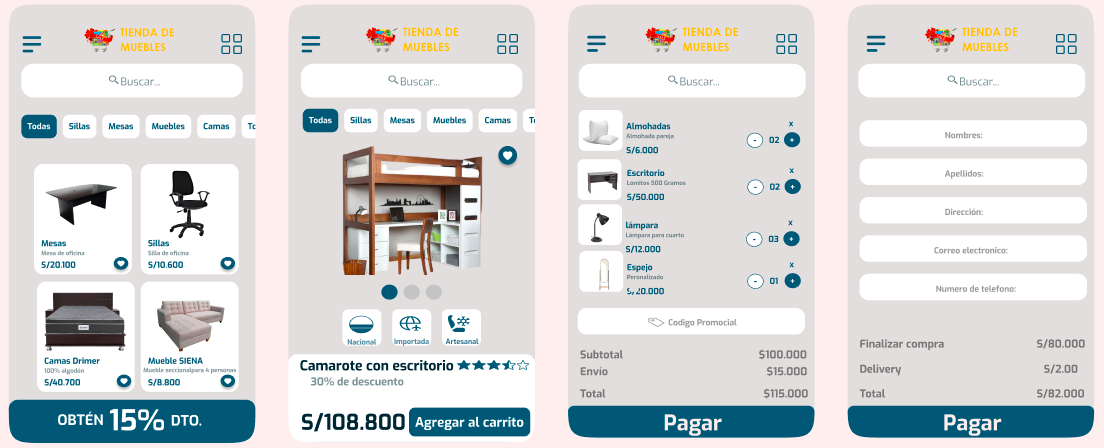 TIENDA DE
MUEBLES
Buscar...
Todas
Sillas
Mesas
Muebles
Camas
Mesas
Mesa de oficina
S/20.100
Sillas
Silla de oficina
S/10.600
Camas Drimer
100% algodón
S/40.700
Mueble SIENA
Mueble seccionalpara 4 personas
S/8.800
OBTÉN 15% DTO.
TIENDA DE
MUEBLES
Buscar...
Todas
Sillas
Mesas
Muebles
Camas
Nacional
Importada
Artesanal
Camarote con escritorio
30% de descuento
S/108.800
Agregar al carrito
TIENDA DE
MUEBLES
Buscar...
Almohadas
Almohada pareja
S/6.000
x
- 02 +
Escritorio
Lomitos 500 Gramos
S/50.000
x
- 02 +
lámpara
Lampara para cuarto
S/12.000
x
- 03 +
Espejo
Peronalizado
x
- 01 +
Codigo Promocial
Subtotal $100.000
Envío $15.000
Total $115.000
Pagar
TIENDA DE
MUEBLES
Buscar...
Nombres:
Apellidos:
Dirección:
Correo electronico:
Numero de telefono:
Finalizar compra S/80.000
Delivery S/2.00
Total S/82.000
Pagar